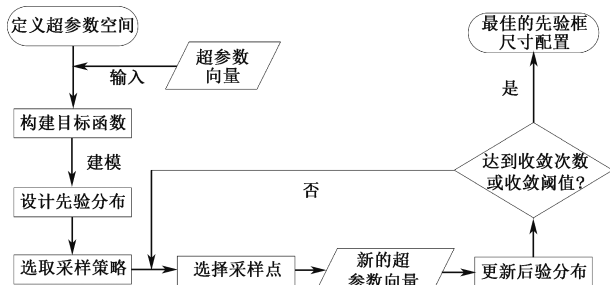 定义超参数空间
输入
超参数
向量
构建目标函数
建模
设计先验分布
选取采样策略
选择采样点
新的超
参数向量
更新后验分布
达到收敛次数
或收敛阈值?
否
是
最佳的先验框
尺寸配置